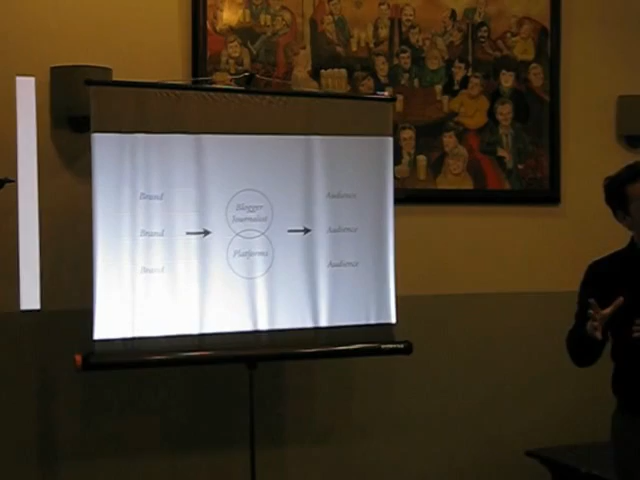 Brand
Brand
Brand
Blogger
Journalist
Platforms
Audience
Audience
Audience